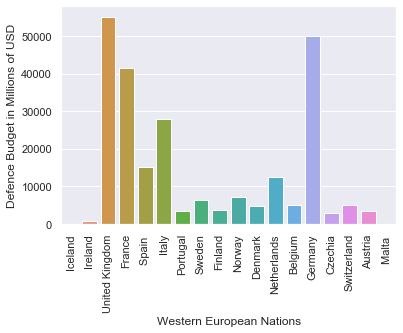 50000
40000
30000
20000
10000
0
Defence Budget in Millions of USD
Iceland
Ireland
United Kingdom
France
Spain
Italy
Portugal
Sweden
Finland
Norway
Denmark
Netherlands
Belgium
Germany
Czechia
Switzerland
Austria
Malta
Western European Nations